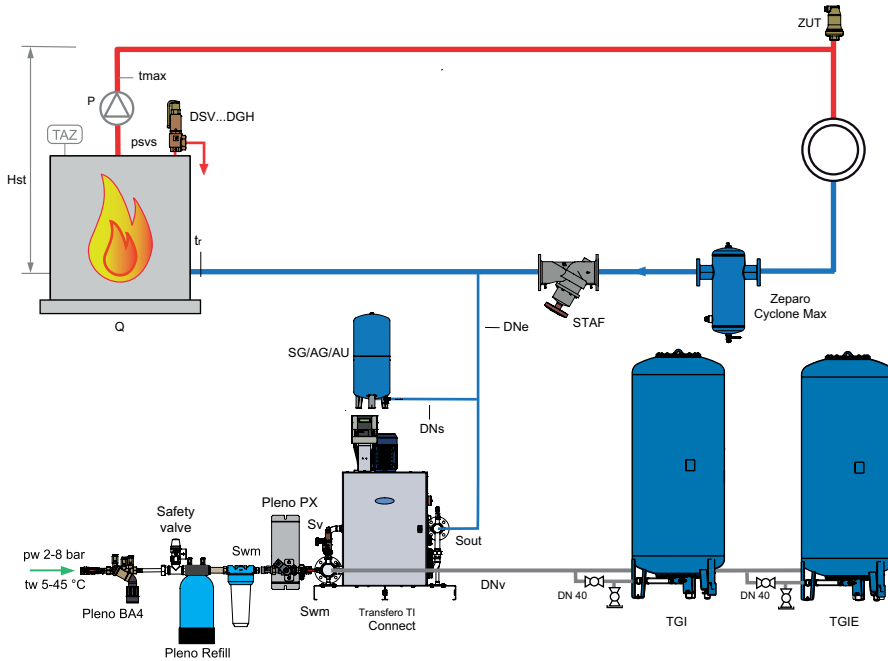 ZUT
tmax
P
DSV...DGH
TAZ
psvs
Hst
tr
Q
STAF
Zeparo
Cyclone Max
DNe
SG/AG/AU
DNs
Pleno PX
Safety
valve
Sv
Swm
Sout
pw 2-8 bar
tw 5-45 °C
DNv
DN 40
DN 40
Pleno BA4
Swm
Transfero TI
Connect
TGI
TGIE
Pleno Refill